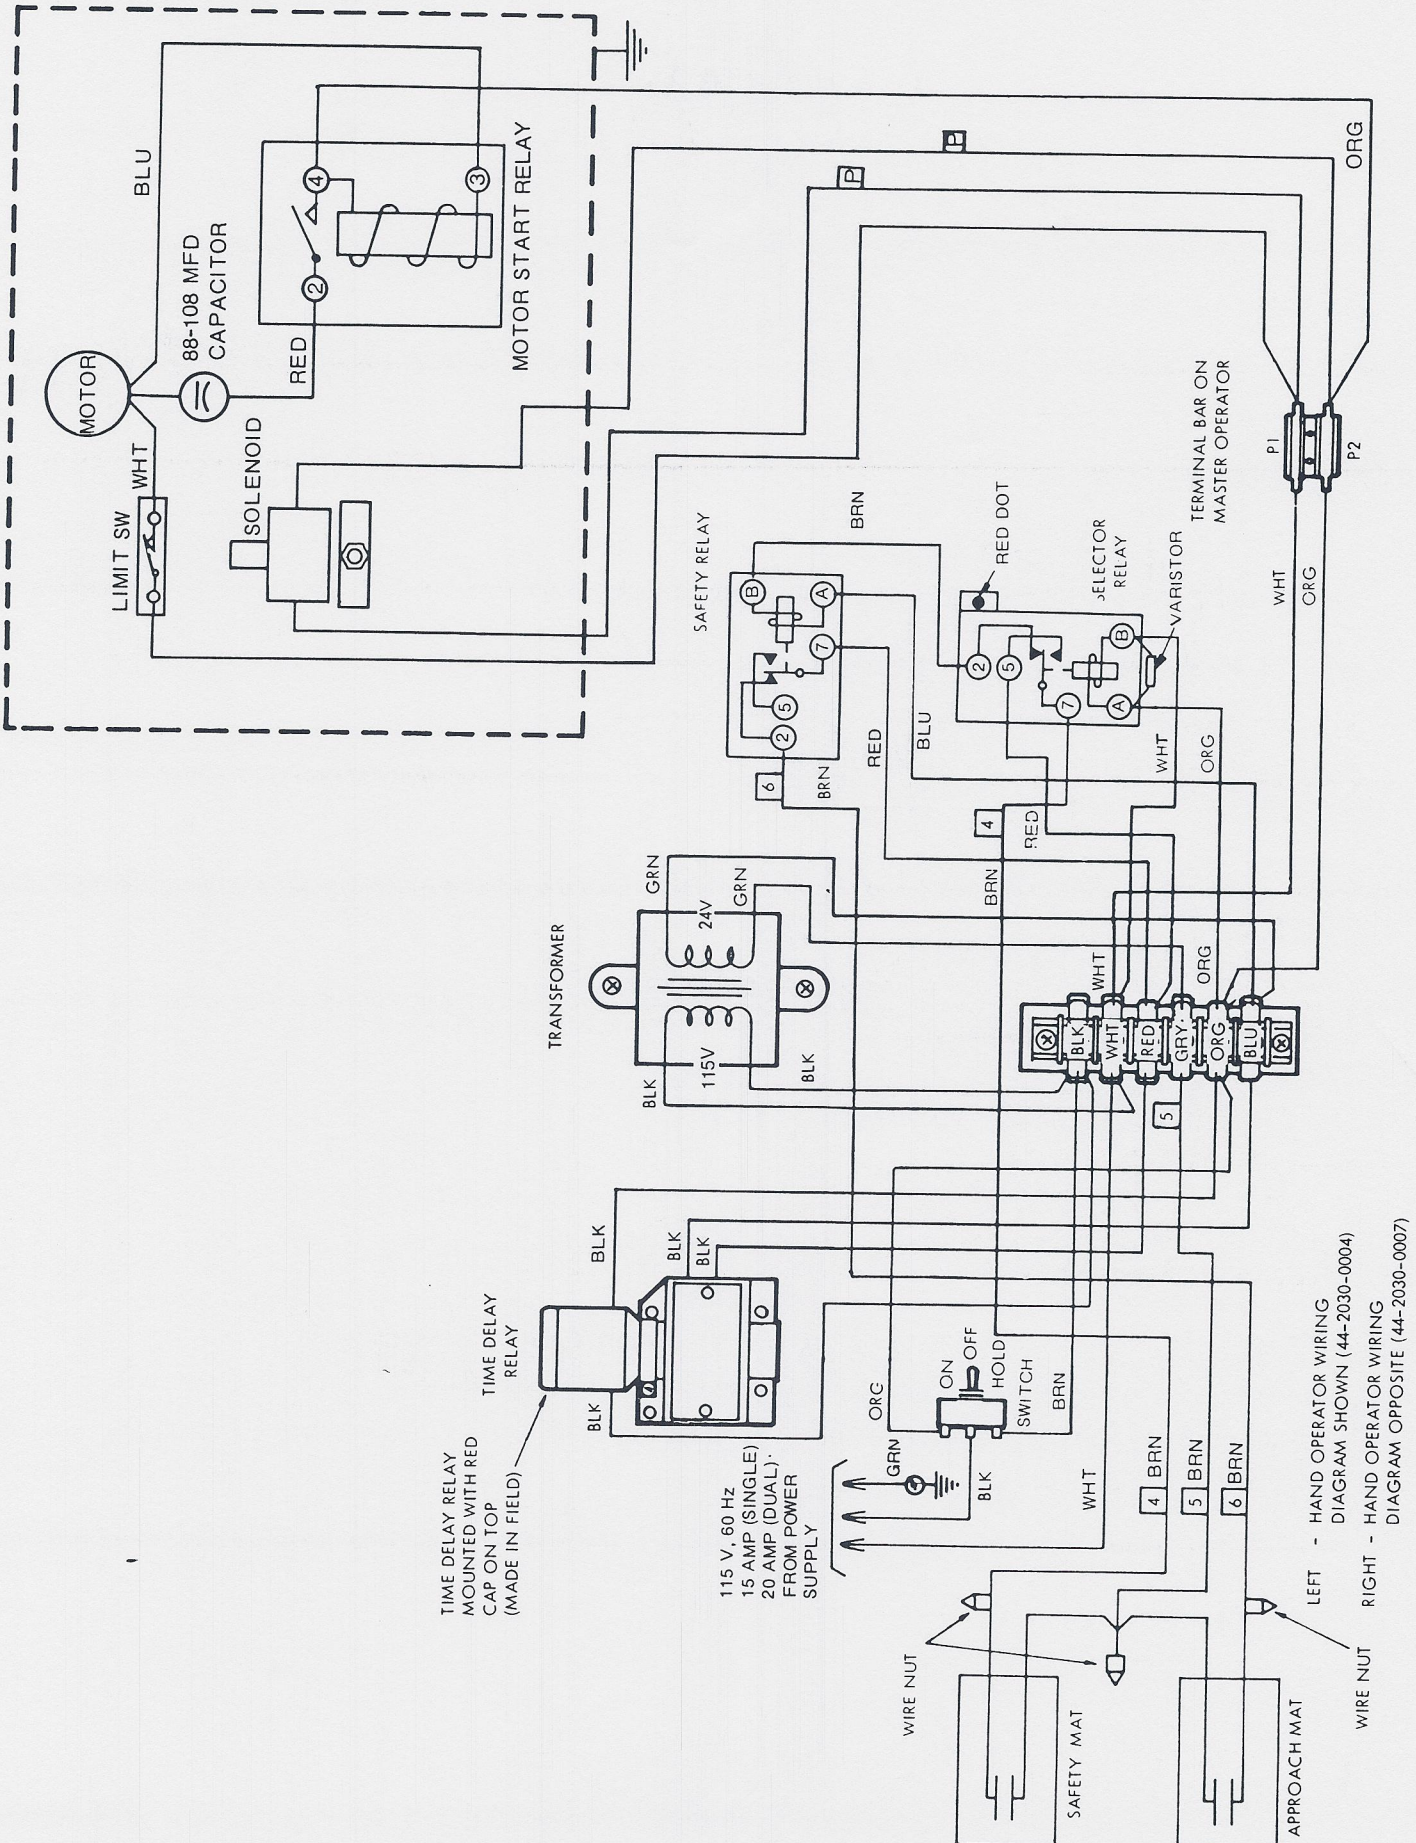 BLU
MOTOR
88-108 MFD
CAPACITOR
RED
4
3
2
MOTOR START RELAY
ORG
P
P
WHT
LIMIT SW
SOLENOID
TERMINAL BAR ON
MASTER OPERATOR
P1
P2
WHT
ORG
SAFETY RELAY
B
A
7
5
2
BRN
RED DOT
SELECTOR
RELAY
VARISTOR
2
5
7
B
A
6
BRN
RED
BLU
WHT
ORG
4
RED
BRN
TRANSFORMER
GRN
GRN
24V
115V
BLK
BLK
WHT
ORG
BLK
WHT
RED
GRY
ORG
BLU
5
BLK
BLK
BLK
TIME DELAY
RELAY
BLK
TIME DELAY RELAY
MOUNTED WITH RED
CAP ON TOP
(MADE IN FIELD)
ORG
ON
OFF
HOLD
SWITCH
BRN
115 V, 60 Hz
15 AMP (SINGLE)
20 AMP (DUAL)
FROM POWER
SUPPLY
GRN
BLK
WHT
4 BRN
5 BRN
6 BRN
WIRE NUT
SAFETY MAT
APPROACH MAT
WIRE NUT
LEFT - HAND OPERATOR WIRING
DIAGRAM SHOWN (44-2030-0004)
RIGHT - HAND OPERATOR WIRING
DIAGRAM OPPOSITE (44-2030-0007)